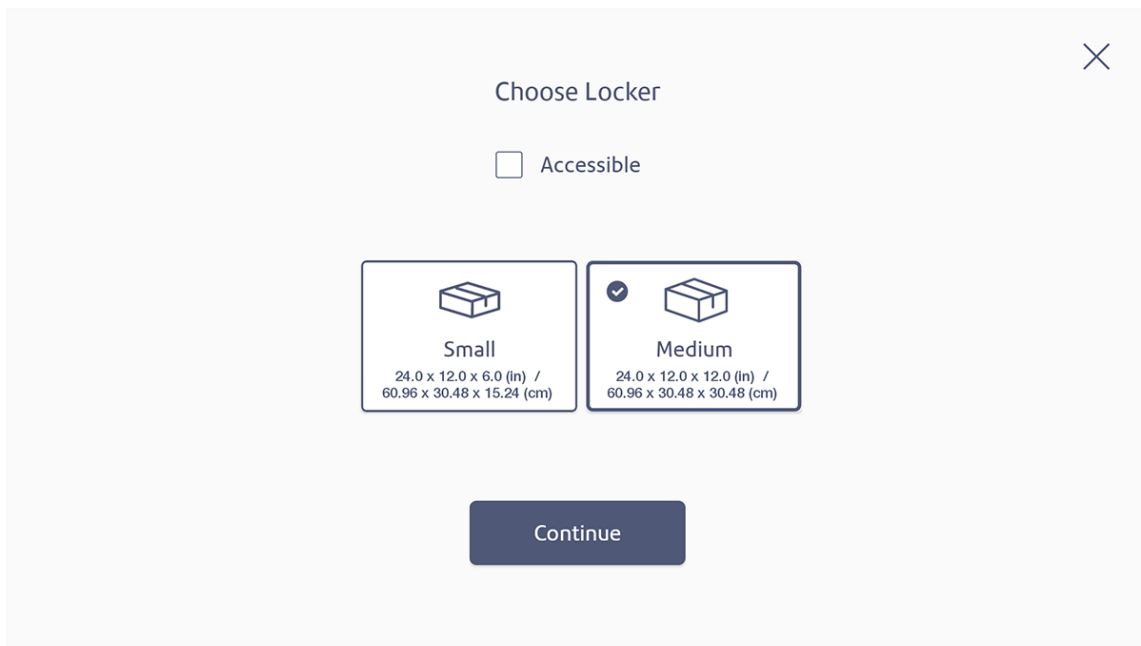 Choose Locker
Accessible
Small
24.0 x 12.0 x 6.0 (in) /
60.96 x 30.48 x 15.24 (cm)
Medium
24.0 x 12.0 x 12.0 (in) /
60.96 x 30.48 x 30.48 (cm)
Continue